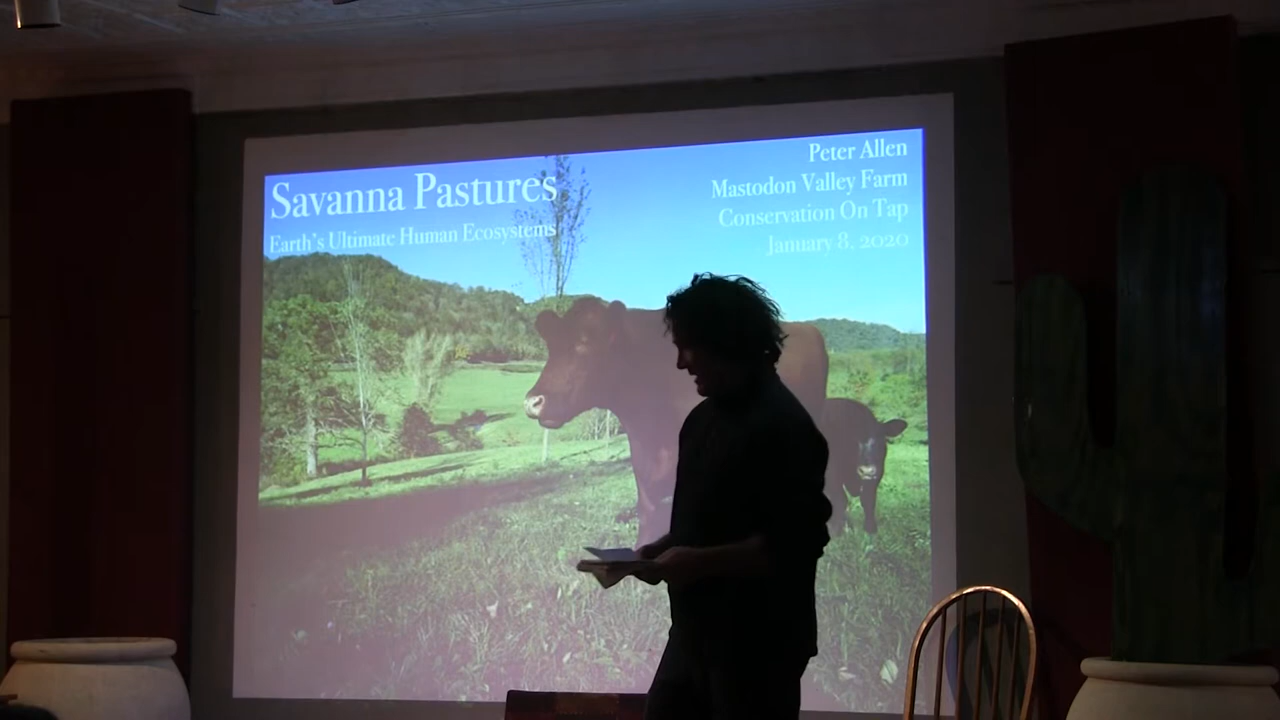 Savanna Pastures
Earth's Ultimate Human Ecosystems
Peter Allen
Mastodon Valley Farm
Conservation On Tap
January 8, 2020